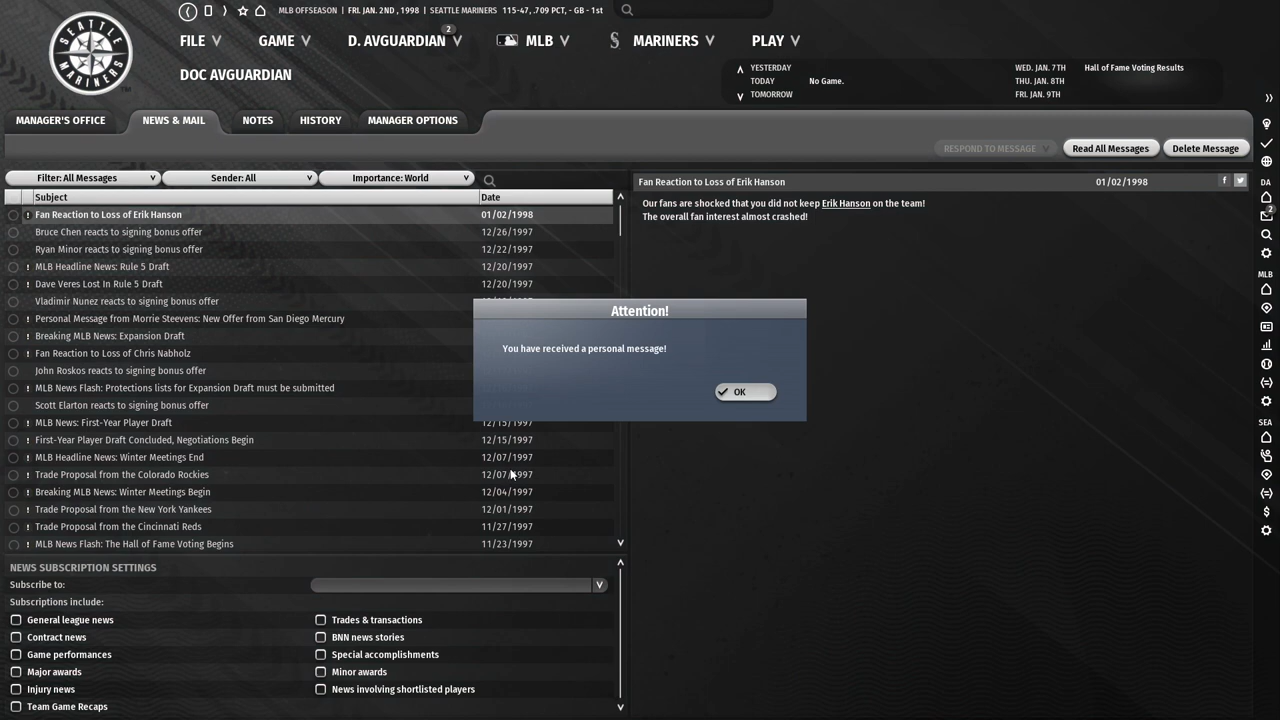 MLB OFFSEASON | FRI. JAN. 2ND , 1998 | SEATTLE MARINERS 115-47, .709 PCT, - GB - 1st
SEATTLE MARINERS
FILE GAME D. AVGUARDIAN 2 MLB MARINERS PLAY
DOC AVGUARDIAN
YESTERDAY WED. JAN. 7TH Hall of Fame Voting Results
TODAY No Game. THU. JAN. 8TH
TOMORROW FRI. JAN. 9TH
MANAGER'S OFFICE NEWS & MAIL NOTES HISTORY MANAGER OPTIONS
RESPOND TO MESSAGE Read All Messages Delete Message
Filter: All Messages Sender: All Importance: World
Fan Reaction to Loss of Erik Hanson 01/02/1998
Subject Date
Our fans are shocked that you did not keep Erik Hanson on the team!
The overall fan interest almost crashed!
! Fan Reaction to Loss of Erik Hanson 01/02/1998
Bruce Chen reacts to signing bonus offer 12/26/1997
Ryan Minor reacts to signing bonus offer 12/22/1997
! MLB Headline News: Rule 5 Draft 12/20/1997
! Dave Veres Lost In Rule 5 Draft 12/20/1997
Vladimir Nunez reacts to signing bonus offer
! Personal Message from Morrie Steevens: New Offer from San Diego Mercury
! Breaking MLB News: Expansion Draft
! Fan Reaction to Loss of Chris Nabholz
John Roskos reacts to signing bonus offer
! MLB News Flash: Protections lists for Expansion Draft must be submitted
Scott Elarton reacts to signing bonus offer
! MLB News: First-Year Player Draft 12/15/1997
! First-Year Player Draft Concluded, Negotiations Begin 12/15/1997
! MLB Headline News: Winter Meetings End 12/07/1997
! Trade Proposal from the Colorado Rockies 12/07/1997
! Breaking MLB News: Winter Meetings Begin 12/04/1997
! Trade Proposal from the New York Yankees 12/01/1997
! Trade Proposal from the Cincinnati Reds 11/27/1997
! MLB News Flash: The Hall of Fame Voting Begins 11/23/1997
Attention!
You have received a personal message!
OK
NEWS SUBSCRIPTION SETTINGS
Subscribe to:
Subscriptions include:
General league news Trades & transactions
Contract news BNN news stories
Game performances Special accomplishments
Major awards Minor awards
Injury news News involving shortlisted players
Team Game Recaps
DA
2
MLB
SEA
$